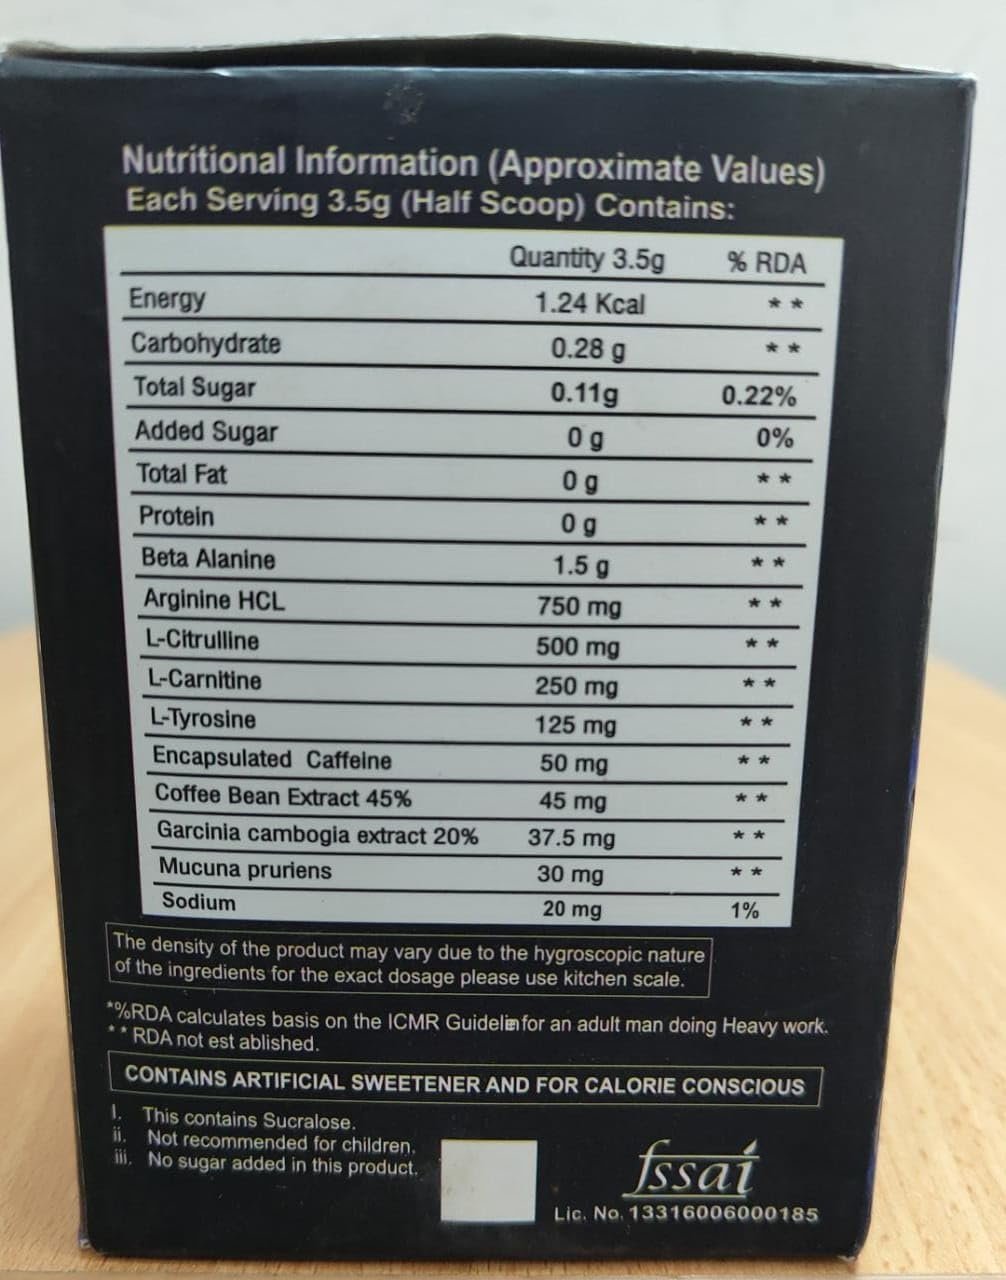 Nutritional Information (Approximate Values)
Each Serving 3.5g (Half Scoop) Contains:
Quantity 3.5g % RDA
Energy 1.24 Kcal **
Carbohydrate 0.28 g **
Total Sugar 0.11g 0.22%
Added Sugar 0 g 0%
Total Fat 0 g **
Protein 0 g **
Beta Alanine 1.5 g **
Arginine HCL 750 mg **
L-Citrulline 500 mg **
L-Carnitine 250 mg **
L-Tyrosine 125 mg **
Encapsulated Caffeine 50 mg **
Coffee Bean Extract 45% 45 mg **
Garcinia cambogia extract 20% 37.5 mg **
Mucuna pruriens 30 mg **
Sodium 20 mg 1%
The density of the product may vary due to the hygroscopic nature
of the ingredients for the exact dosage please use kitchen scale.
*%RDA calculates basis on the ICMR for an adult man doing Heavy work.
**RDA not est ablished.
CONTAINS ARTIFICIAL SWEETENER AND FOR CALORIE CONSCIOUS
I. This contains Sucralose.
ii. Not recommended for children.
iii. No sugar added in this product.
fssai
Lic. No. 13316006000185